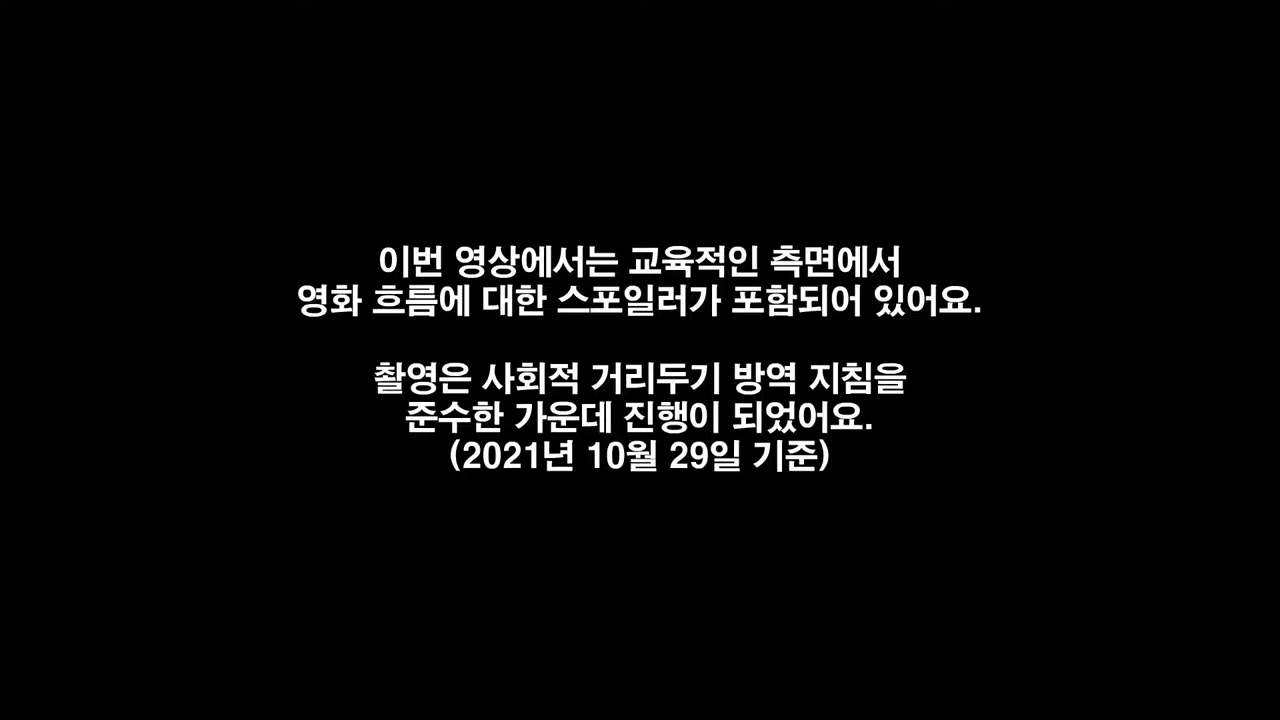 이번 영상에서는 교육적인 측면에서
영화 흐름에 대한 스포일러가 포함되어 있어요.
촬영은 사회적 거리두기 방역 지침을
준수한 가운데 진행이 되었어요.
(2021년 10월 29일 기준)